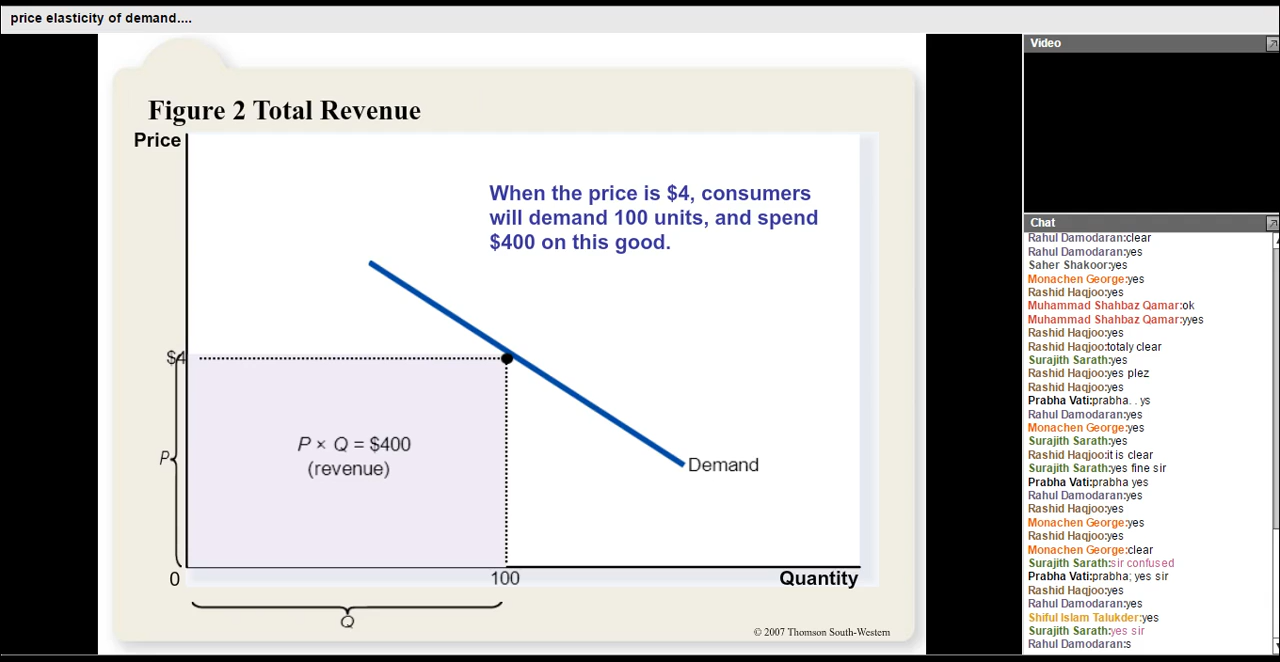 price elasticity of demand....
Figure 2 Total Revenue
Price
When the price is $4, consumers
will demand 100 units, and spend
$400 on this good.
$4
P × Q = $400
(revenue)
P
Demand
0
100
Quantity
Q
© 2007 Thomson South-Western
Video
Chat
Rahul Damodaran:clear
Rahul Damodaran:yes
Saher Shakoor:yes
Monachen George:yes
Rashid Haqjoo:yes
Muhammad Shahbaz Qamar:ok
Muhammad Shahbaz Qamar:yyes
Rashid Haqjoo:yes
Rashid Haqjoo:totaly clear
Surajith Sarath:yes
Rashid Haqjoo:yes plez
Rashid Haqjoo:yes
Prabha Vati:prabha. . ys
Rahul Damodaran:yes
Monachen George:yes
Surajith Sarath:yes
Rashid Haqjoo:it is clear
Surajith Sarath:yes fine sir
Prabha Vati:prabha yes
Rahul Damodaran:yes
Rashid Haqjoo:yes
Monachen George:yes
Rashid Haqjoo:yes
Monachen George:clear
Surajith Sarath:sir confused
Prabha Vati:prabha; yes sir
Rashid Haqjoo:yes
Rahul Damodaran:yes
Shiful Islam Talukder:yes
Surajith Sarath:yes sir
Rahul Damodaran:s